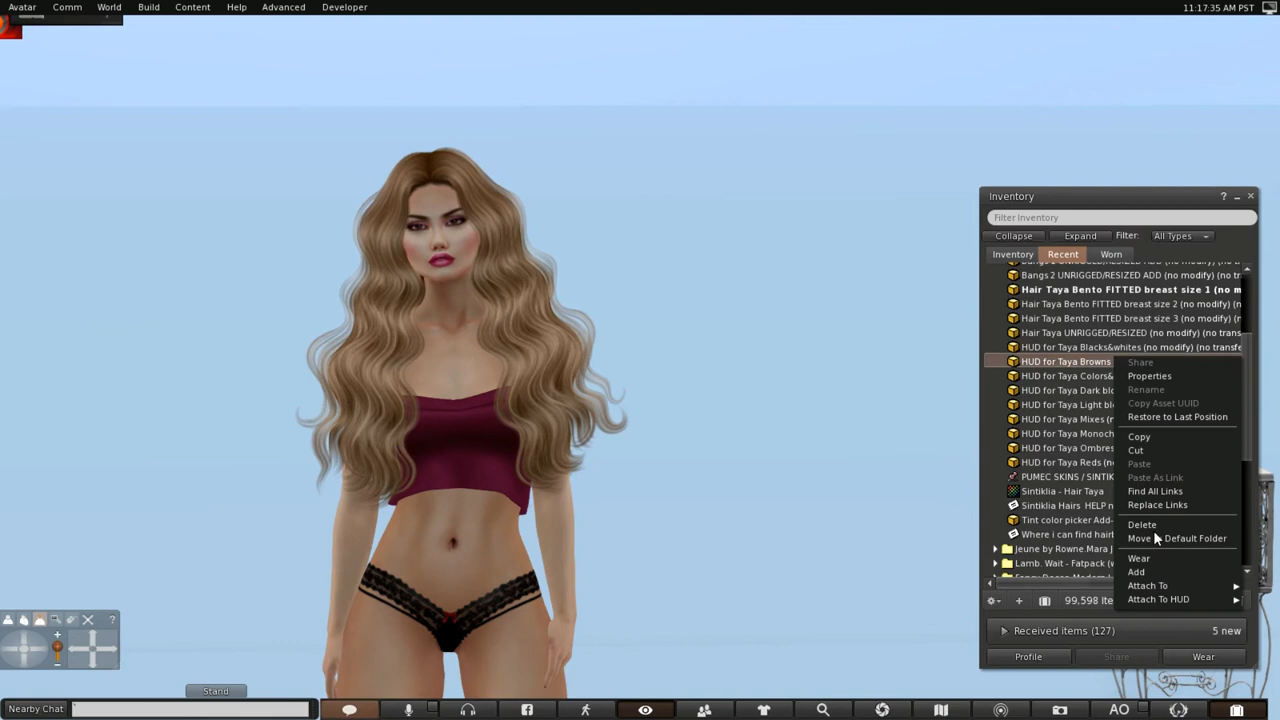 Avatar Comm World Build Content Help Advanced Developer 11:17:35 AM PST
Inventory ? _ ×
Filter Inventory
Collapse Expand Filter: All Types
Inventory Recent Worn
Bangs 2 UNRIGGED/RESIZED ADD (no modify) (no t
Hair Taya Bento FITTED breast size 1 (no m
Hair Taya Bento FITTED breast size 2 (no modify) (
Hair Taya Bento FITTED breast size 3 (no modify) (
Hair Taya UNRIGGED/RESIZED (no modify) (no trans
HUD for Taya Blacks&whites (no modify) (no transfe
HUD for Taya Browns
HUD for Taya Colors&
HUD for Taya Dark blo
HUD for Taya Light blo
HUD for Taya Mixes (n
HUD for Taya Monoch
HUD for Taya Ombres
HUD for Taya Reds (no
PUMEC SKINS / SINTIK
Sintiklia - Hair Taya
Sintiklia Hairs HELP n
Tint color picker Add-
Where i can find hairb
Jeune by Rowne.Mara J
Lamb. Wait - Fatpack (w
Share
Properties
Rename
Copy Asset UUID
Restore to Last Position
Copy
Cut
Paste
Paste As Link
Find All Links
Replace Links
Delete
Move Default Folder
Wear
Add
Attach To
Attach To HUD
99,598 Ite
Received items (127) 5 new
Profile Share Wear
?
Stand
Nearby Chat
AO